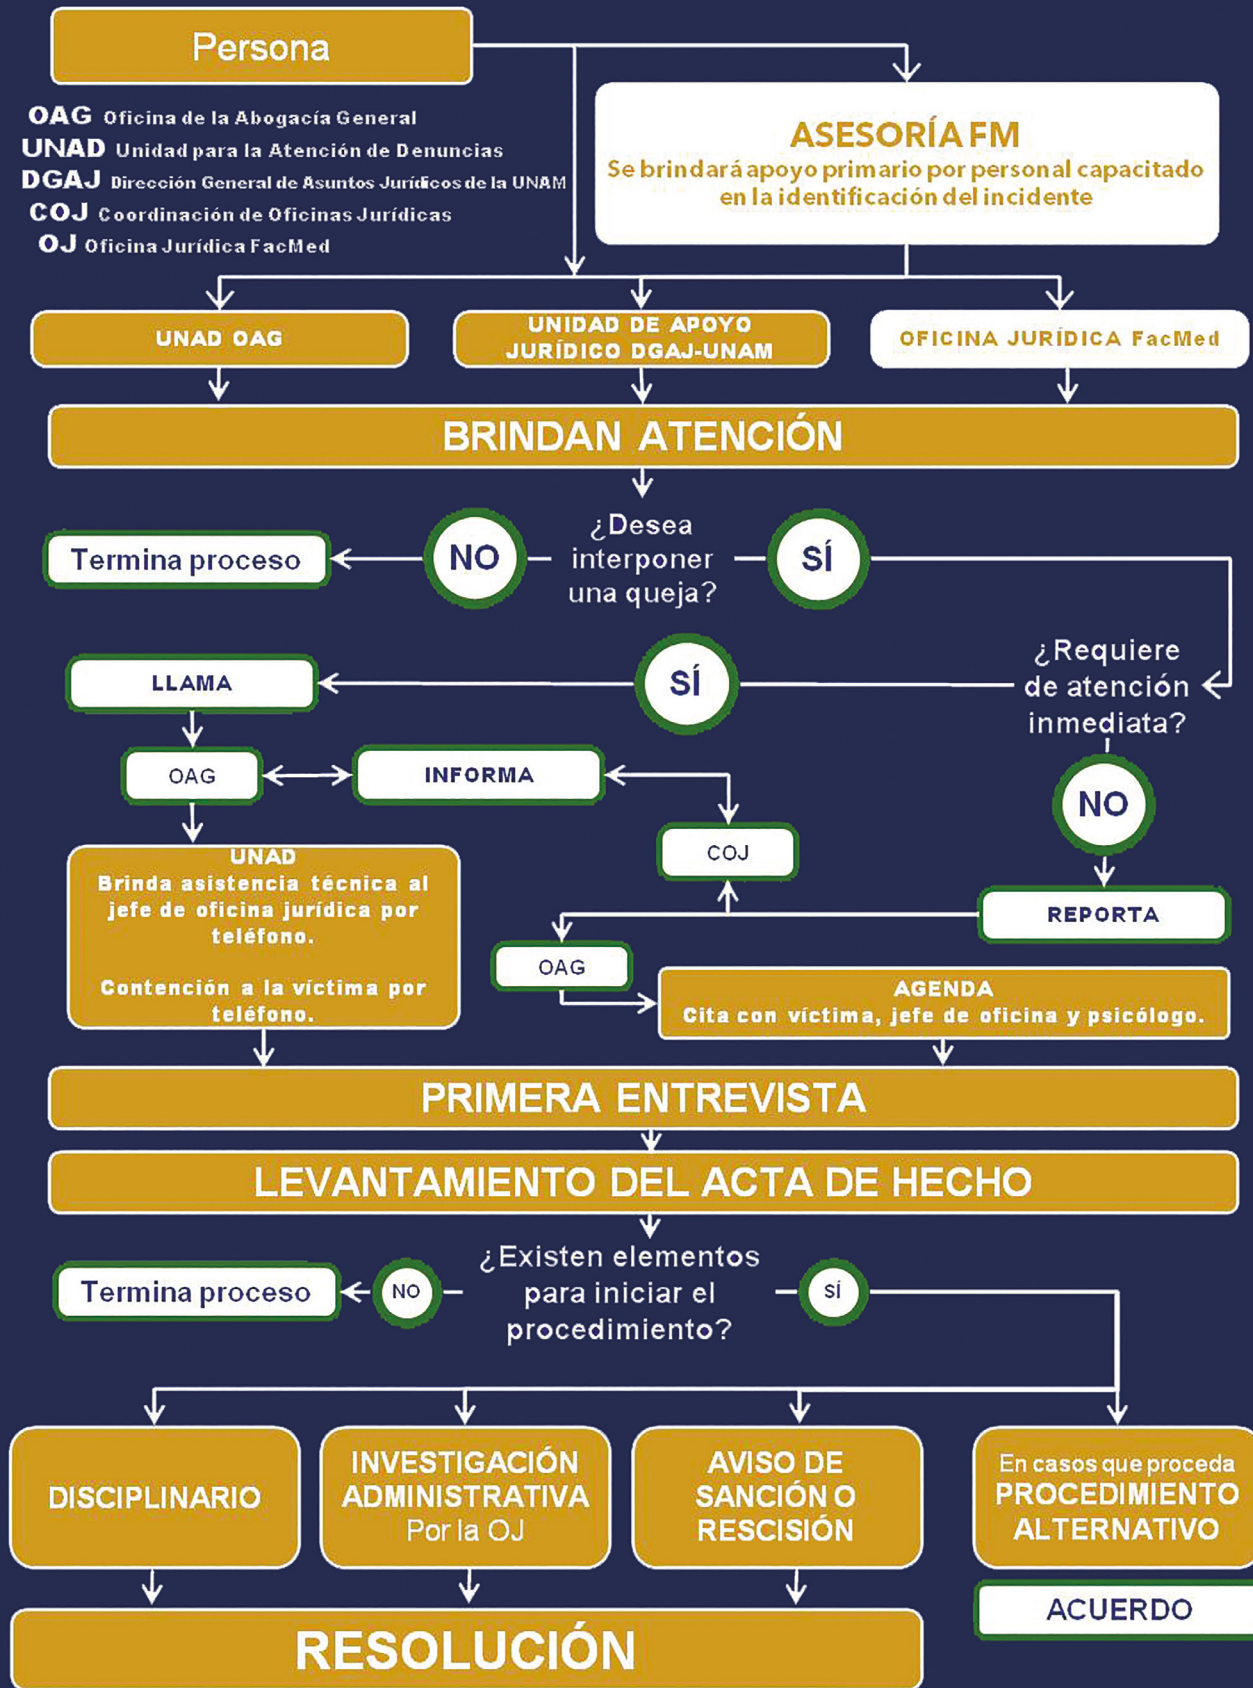 Persona
OAG Oficina de la Abogacía General
UNAD Unidad para la Atención de Denuncias
DGAJ Dirección General de Asuntos Jurídicos de la UNAM
COJ Coordinación de Oficinas Jurídicas
OJ Oficina Jurídica FacMed
ASESORÍA FM
Se brindará apoyo primario por personal capacitado
en la identificación del incidente
UNAD OAG
UNIDAD DE APOYO
JURÍDICO DGAJ-UNAM
OFICINA JURÍDICA FacMed
BRINDAN ATENCIÓN
¿Desea
interponer
una queja?
NO
Termina proceso
SÍ
¿Requiere
de atención
inmediata?
SÍ
LLAMA
OAG
INFORMA
NO
COJ
REPORTA
UNAD
Brinda asistencia técnica al
jefe de oficina jurídica por
teléfono.
Contención a la víctima por
teléfono.
OAG
AGENDA
Cita con víctima, jefe de oficina y psicólogo.
PRIMERA ENTREVISTA
LEVANTAMIENTO DEL ACTA DE HECHO
¿Existen elementos
para iniciar el
procedimiento?
NO
Termina proceso
SÍ
DISCIPLINARIO
INVESTIGACIÓN
ADMINISTRATIVA
Por la OJ
AVISO DE
SANCIÓN O
RESCISIÓN
En casos que proceda
PROCEDIMIENTO
ALTERNATIVO
ACUERDO
RESOLUCIÓN